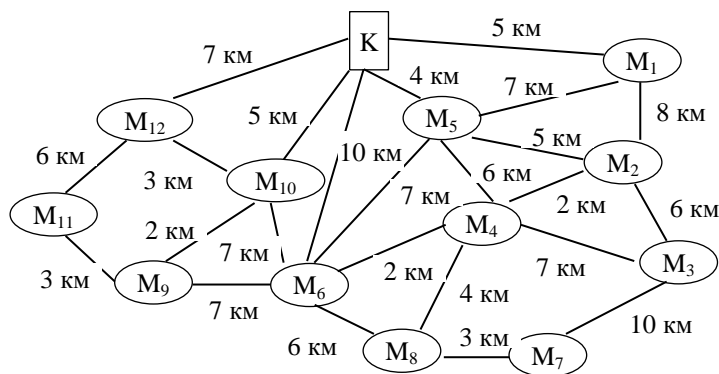 K
5 км
7 км
M₁
4 км
7 км
M₁₂
5 км
M₅
8 км
6 км
10 км
5 км
M₂
3 км
M₁₀
7 км
6 км
2 км
6 км
M₁₁
2 км
M₄
7 км
M₃
3 км
M₉
7 км
M₆
2 км
4 км
7 км
10 км
6 км
M₈
3 км
M₇